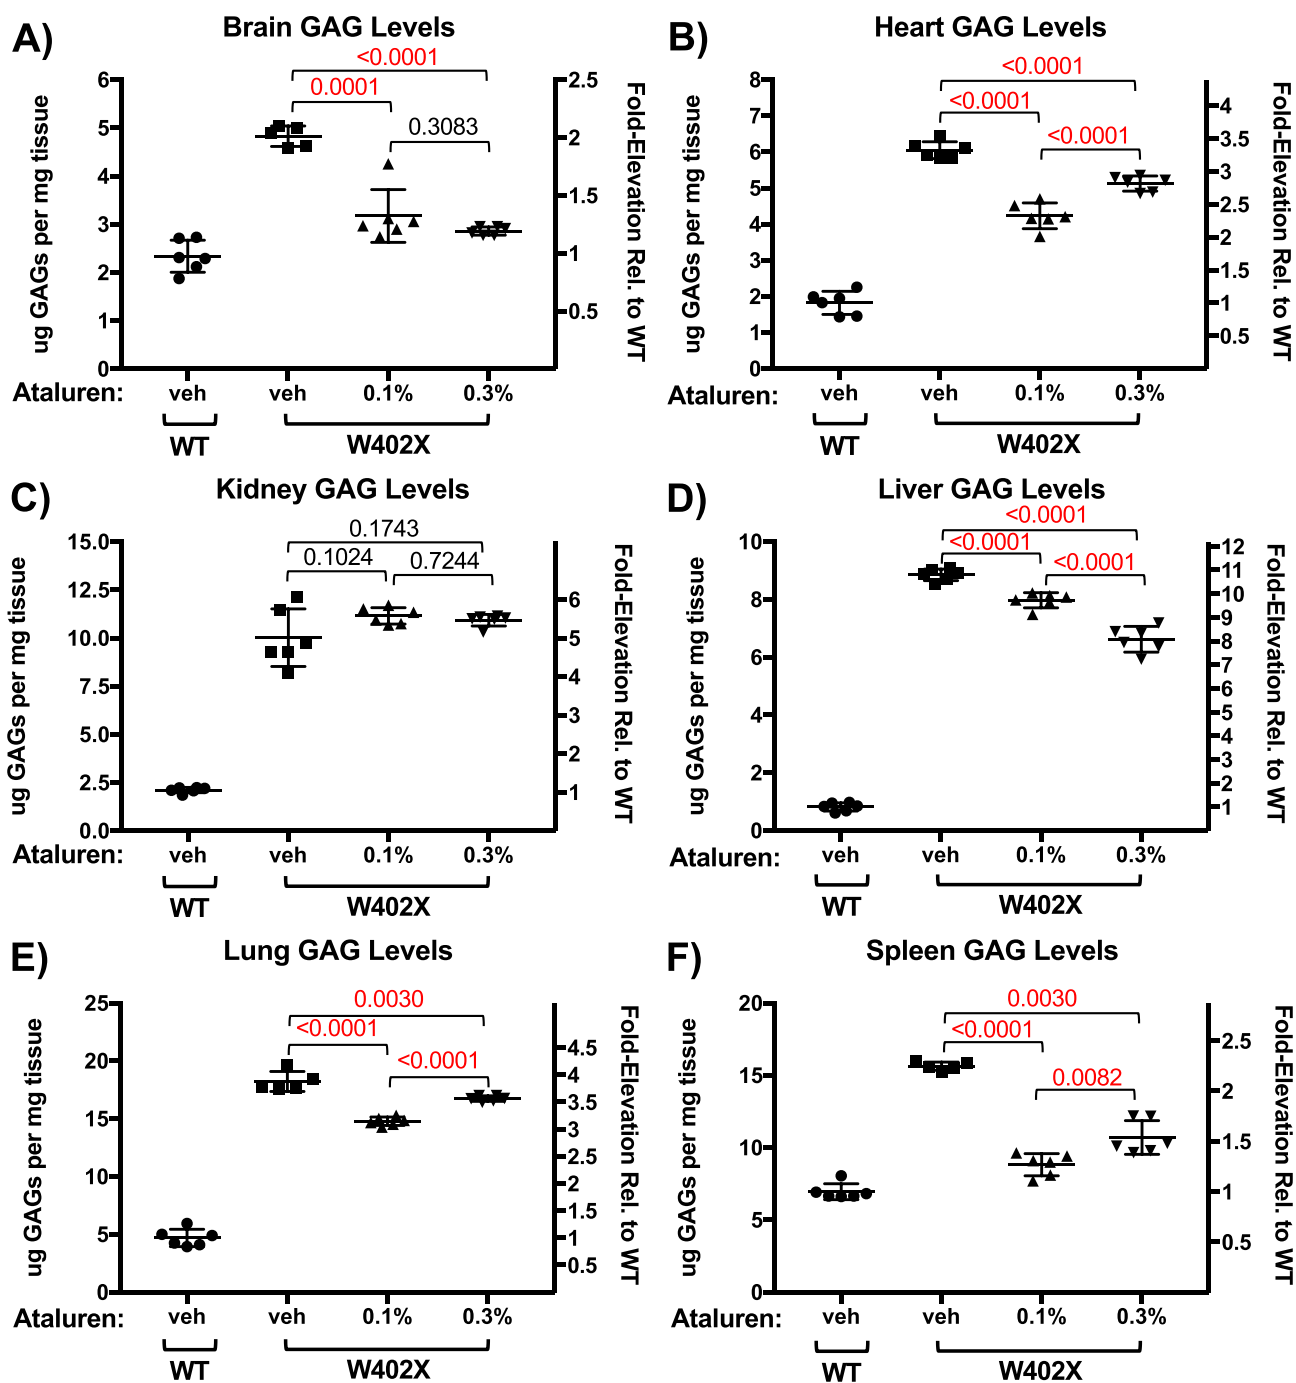 A)
Brain GAG Levels
<0.0001
0.0001
0.3083
ug GAGs per mg tissue
6
5
4
3
2
1
0
2.5
2
1.5
1
0.5
Fold-Elevation Rel. to WT
Ataluren: veh veh 0.1% 0.3%
WT W402X
B)
Heart GAG Levels
<0.0001
<0.0001
<0.0001
ug GAGs per mg tissue
8
7
6
5
4
3
2
1
0
4
3.5
3
2.5
2
1.5
1
0.5
Fold-Elevation Rel. to WT
Ataluren: veh veh 0.1% 0.3%
WT W402X
C)
Kidney GAG Levels
0.1743
0.1024
0.7244
ug GAGs per mg tissue
15.0
12.5
10.0
7.5
5.0
2.5
0.0
6
5
4
3
2
1
Fold-Elevation Rel. to WT
Ataluren: veh veh 0.1% 0.3%
WT W402X
D)
Liver GAG Levels
<0.0001
<0.0001
<0.0001
ug GAGs per mg tissue
10
8
6
4
2
0
12
11
10
9
8
7
6
5
4
3
2
1
Fold-Elevation Rel. to WT
Ataluren: veh veh 0.1% 0.3%
WT W402X
E)
Lung GAG Levels
0.0030
<0.0001
<0.0001
ug GAGs per mg tissue
25
20
15
10
5
0
4.5
4
3.5
3
2.5
2
1.5
1
0.5
Fold-Elevation Rel. to WT
Ataluren: veh veh 0.1% 0.3%
WT W402X
F)
Spleen GAG Levels
0.0030
<0.0001
0.0082
ug GAGs per mg tissue
20
15
10
5
0
2.5
2
1.5
1
0.5
Fold-Elevation Rel. to WT
Ataluren: veh veh 0.1% 0.3%
WT W402X